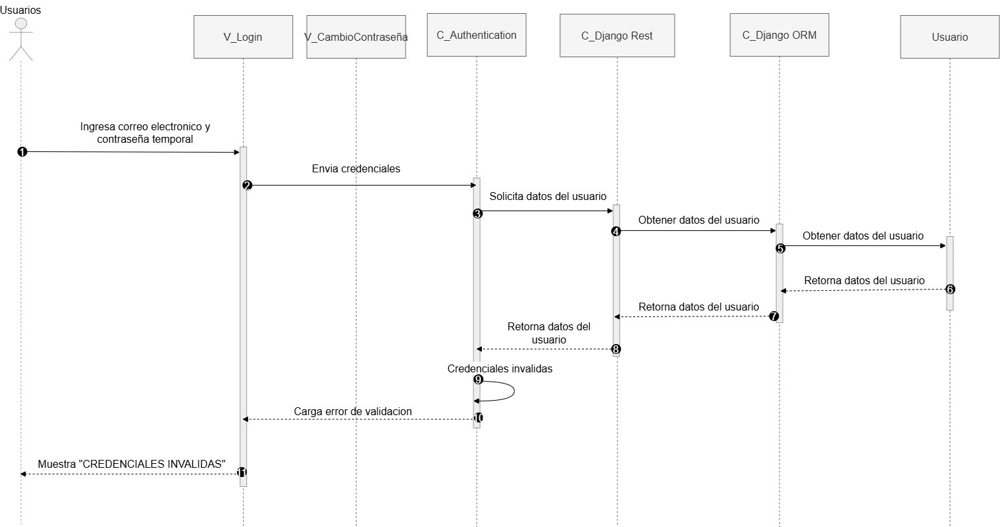 Usuarios
V_Login
V_CambioContraseña
C_Authentication
C_Django Rest
C_Django ORM
Usuario
Ingresa correo electronico y
contraseña temporal
1
Envia credenciales
2
Solicita datos del usuario
3
Obtener datos del usuario
4
Obtener datos del usuario
5
Retorna datos del usuario
6
Retorna datos del usuario
7
Retorna datos del
usuario
8
Credenciales invalidas
9
Carga error de validacion
10
Muestra "CREDENCIALES INVALIDAS"
11